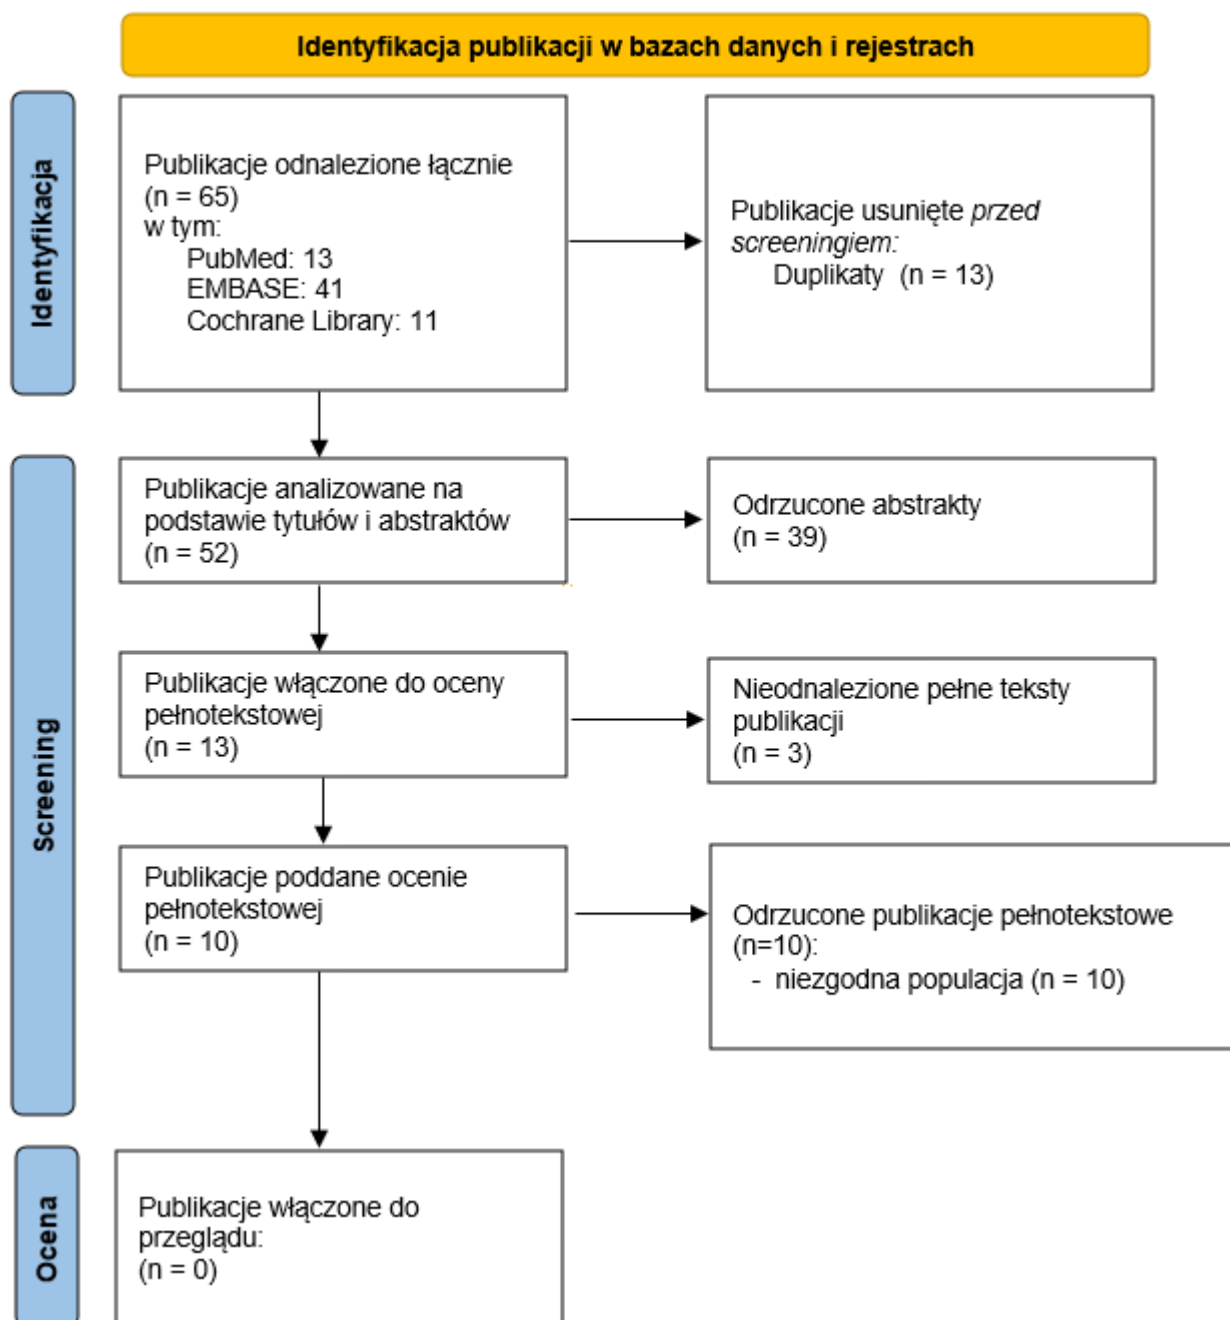 Identyfikacja publikacji w bazach danych i rejestrach
Identyfikacja
Publikacje odnalezione łącznie
(n = 65)
w tym:
PubMed: 13
EMBASE: 41
Cochrane Library: 11
Publikacje usunięte przed
screeningiem:
Duplikaty (n = 13)
Screening
Publikacje analizowane na
podstawie tytułów i abstraktów
(n = 52)
Odrzucone abstrakty
(n = 39)
Publikacje włączone do oceny
pełnotekstowej
(n = 13)
Nieodnalezione pełne teksty
publikacji
(n = 3)
Publikacje poddane ocenie
pełnotekstowej
(n = 10)
Odrzucone publikacje pełnotekstowe
(n=10):
- niezgodna populacja (n = 10)
Ocena
Publikacje włączone do
przeglądu:
(n = 0)